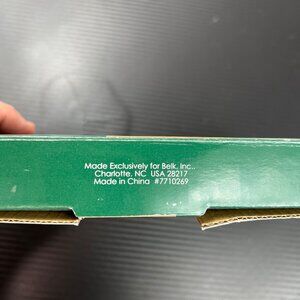 Made Exclusively for Belk, Inc.,
Charlotte, NC USA 28217
Made in China #7710269